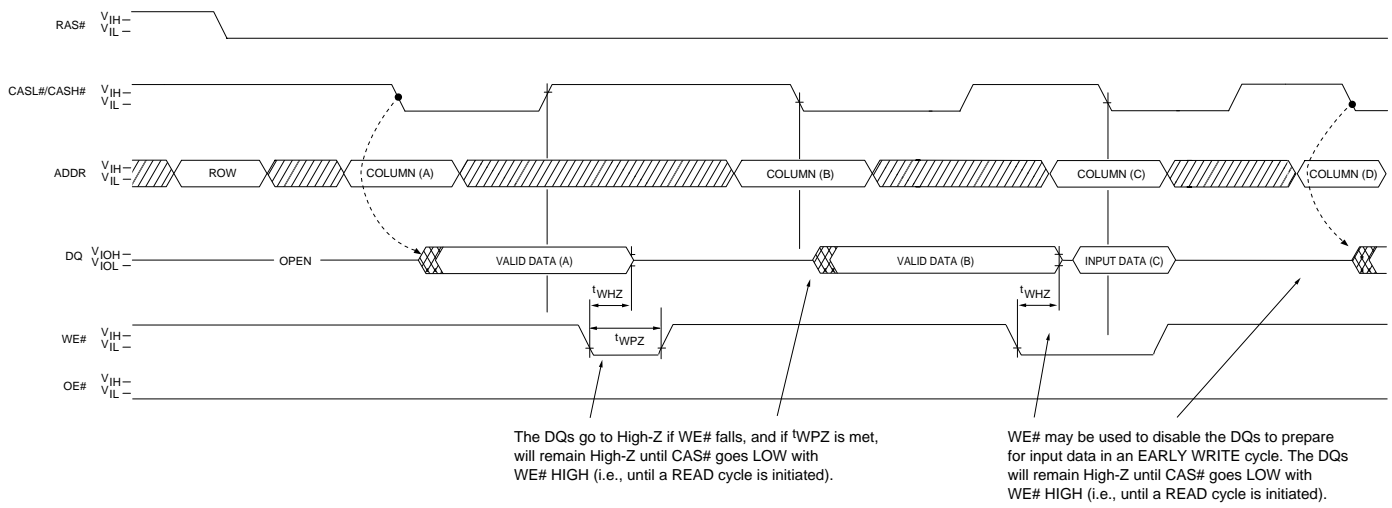 RAS# VIH VIL
CASL#/CASH# VIH VIL
ADDR VIH VIL ROW COLUMN (A) COLUMN (B) COLUMN (C) COLUMN (D)
DQ VIOH VIOL OPEN VALID DATA (A) VALID DATA (B) INPUT DATA (C)
tWHZ tWHZ
WE# VIH VIL tWPZ
OE# VIH VIL
The DQs go to High-Z if WE# falls, and if tWPZ is met,
will remain High-Z until CAS# goes LOW with
WE# HIGH (i.e., until a READ cycle is initiated).
WE# may be used to disable the DQs to prepare
for input data in an EARLY WRITE cycle. The DQs
will remain High-Z until CAS# goes LOW with
WE# HIGH (i.e., until a READ cycle is initiated).